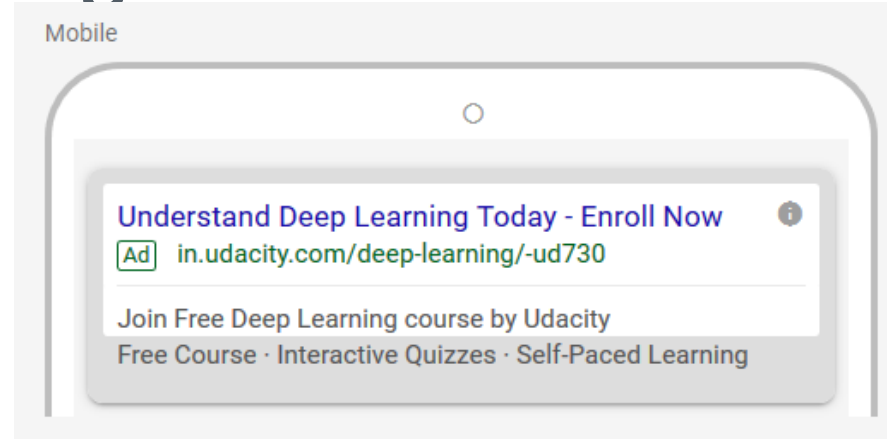 Mobile
Understand Deep Learning Today - Enroll Now
Ad in.udacity.com/deep-learning/-ud730
Join Free Deep Learning course by Udacity
Free Course · Interactive Quizzes · Self-Paced Learning